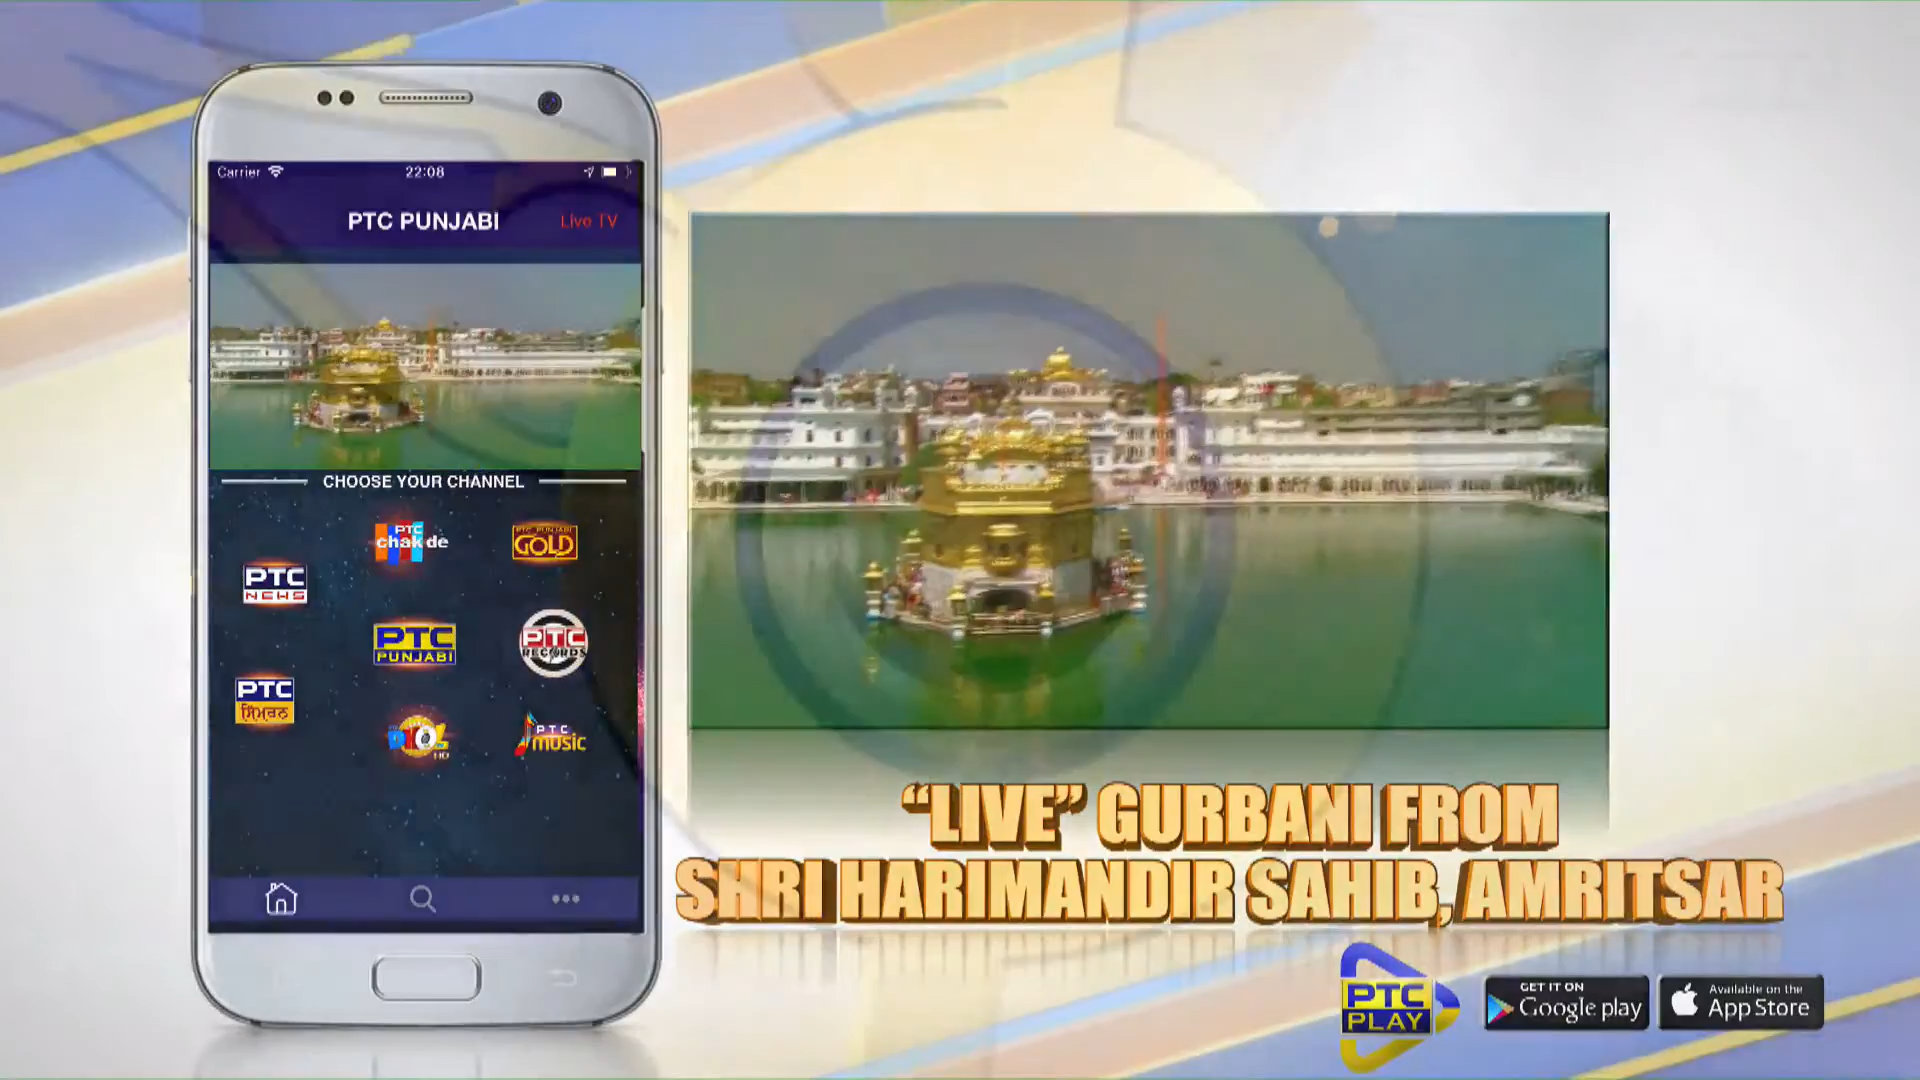 Carrier
22:08
PTC PUNJABI
Live TV
CHOOSE YOUR CHANNEL
PTC
chak de
PTC PUNJABI
GOLD
PTC
NEWS
PTC
PUNJABI
PTC
RECORDS
PTC
ਸਿਮਰਨ
PTC
music
“LIVE” GURBANI FROM
SHRI HARIMANDIR SAHIB, AMRITSAR
PTC
PLAY
GET IT ON
Google play
Available on the
App Store